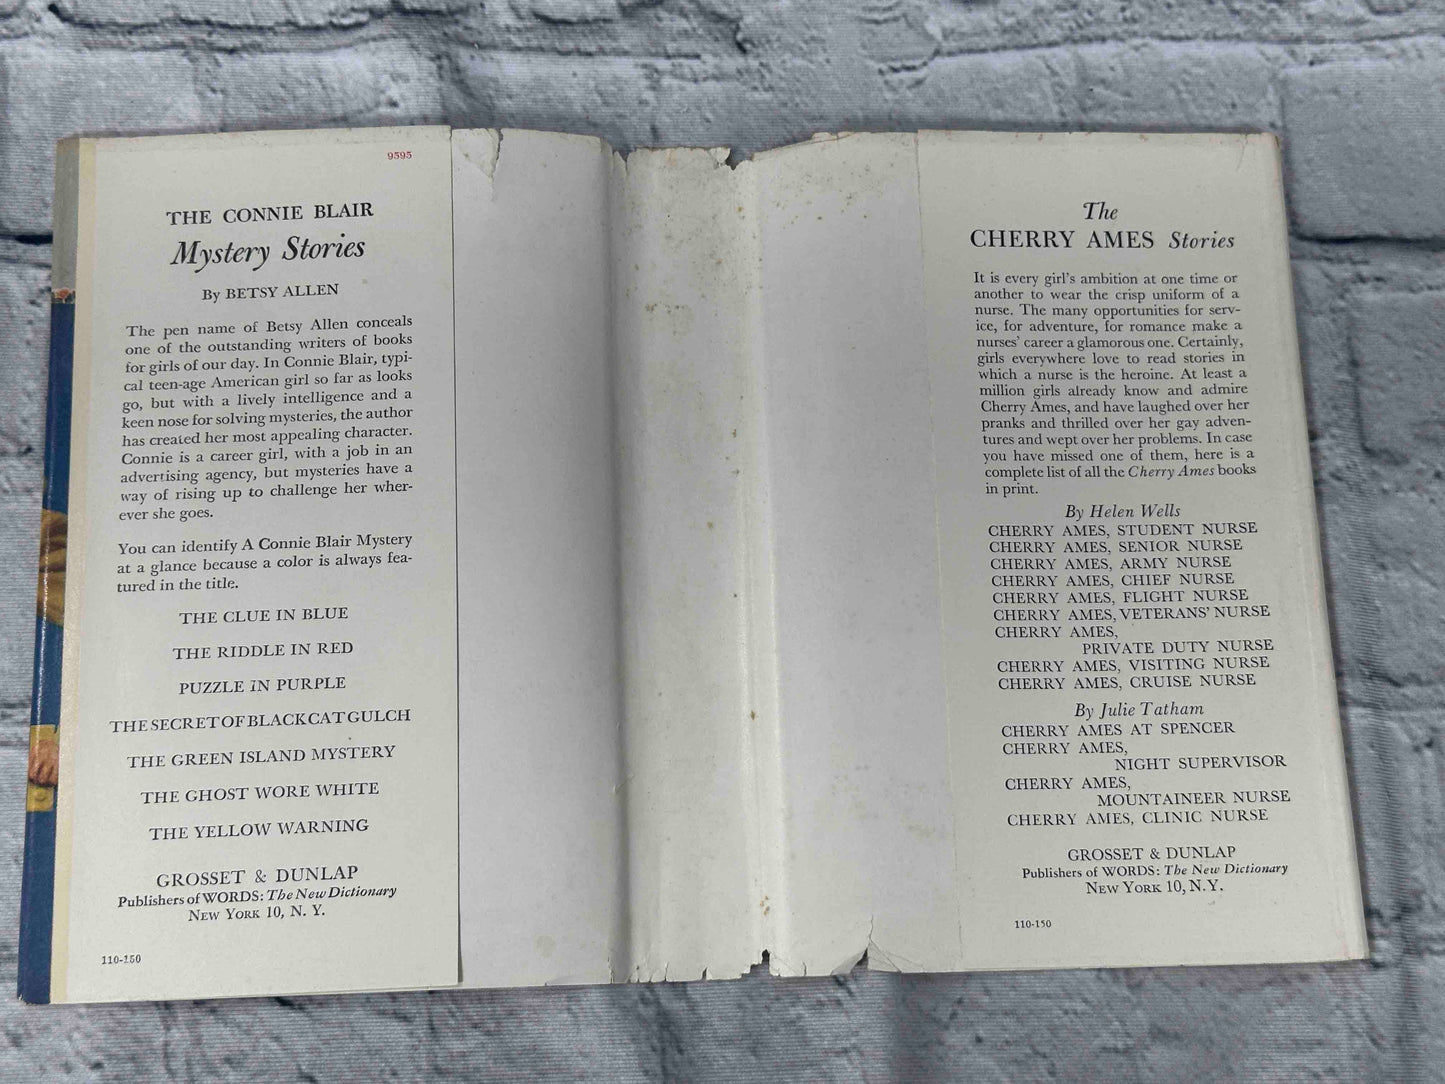 9595
THE CONNIE BLAIR
Mystery Stories
By BETSY ALLEN
The pen name of Betsy Allen conceals
one of the outstanding writers of books
for girls of our day. In Connie Blair, typi-
cal teen-age American girl so far as looks
go, but with a lively intelligence and a
keen nose for solving mysteries, the author
has created her most appealing character.
Connie is a career girl, with a job in an
advertising agency, but mysteries have a
way of rising up to challenge her wher-
ever she goes.
You can identify A Connie Blair Mystery
at a glance because a color is always fea-
tured in the title.
THE CLUE IN BLUE
THE RIDDLE IN RED
PUZZLE IN PURPLE
THE SECRET OF BLACK CAT GULCH
THE GREEN ISLAND MYSTERY
THE GHOST WORE WHITE
THE YELLOW WARNING
GROSSET & DUNLAP
Publishers of WORDS: The New Dictionary
NEW YORK 10, N. Y.
110-150
The
CHERRY AMES Stories
It is every girl's ambition at one time or
another to wear the crisp uniform of a
nurse. The many opportunities for serv-
ice, for adventure, for romance make a
nurses' career a glamorous one. Certainly,
girls everywhere love to read stories in
which a nurse is the heroine. At least a
million girls already know and admire
Cherry Ames, and have laughed over her
pranks and thrilled over her gay adven-
tures and wept over her problems. In case
you have missed one of them, here is a
complete list of all the Cherry Ames books
in print.
By Helen Wells
CHERRY AMES, STUDENT NURSE
CHERRY AMES, SENIOR NURSE
CHERRY AMES, ARMY NURSE
CHERRY AMES, CHIEF NURSE
CHERRY AMES, FLIGHT NURSE
CHERRY AMES, VETERANS' NURSE
CHERRY AMES,
PRIVATE DUTY NURSE
CHERRY AMES, VISITING NURSE
CHERRY AMES, CRUISE NURSE
By Julie Tatham
CHERRY AMES AT SPENCER
CHERRY AMES,
NIGHT SUPERVISOR
CHERRY AMES,
MOUNTAINEER NURSE
CHERRY AMES, CLINIC NURSE
GROSSET & DUNLAP
Publishers of WORDS: The New Dictionary
NEW YORK 10, N.Y.
110-150